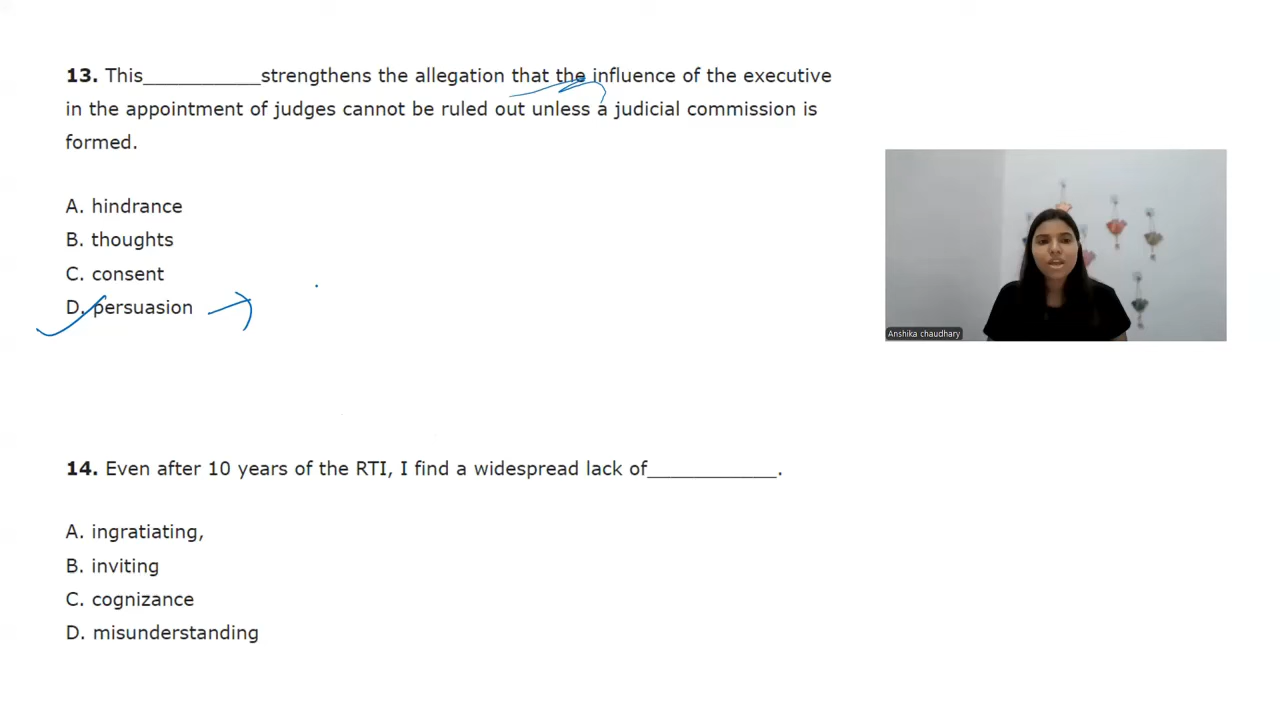 13. This__________strengthens the allegation that the influence of the executive
in the appointment of judges cannot be ruled out unless a judicial commission is
formed.
A. hindrance
B. thoughts
C. consent
D. persuasion
Anshika chaudhary
14. Even after 10 years of the RTI, I find a widespread lack of___________.
A. ingratiating,
B. inviting
C. cognizance
D. misunderstanding